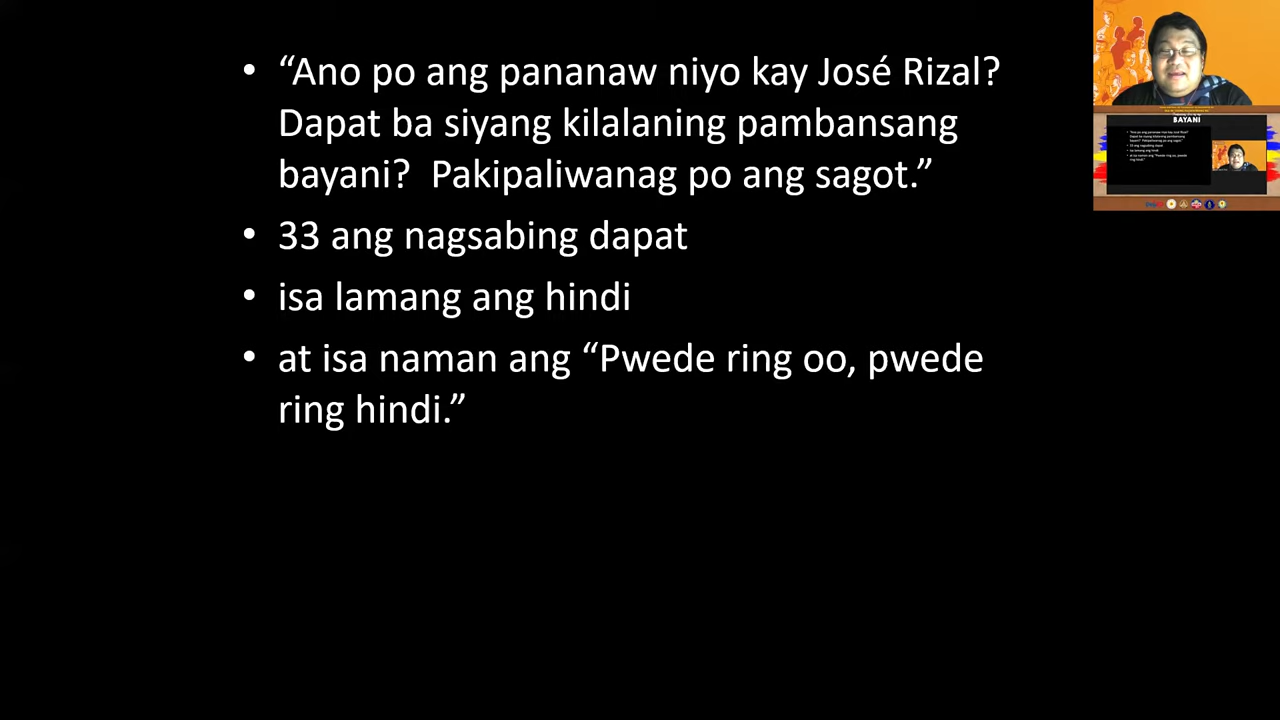 • “Ano po ang pananaw niyo kay José Rizal?
Dapat ba siyang kilalaning pambansang
bayani?  Pakipaliwanag po ang sagot.”
• 33 ang nagsabing dapat
• isa lamang ang hindi
• at isa naman ang “Pwede ring oo, pwede
ring hindi.”
BAYANI